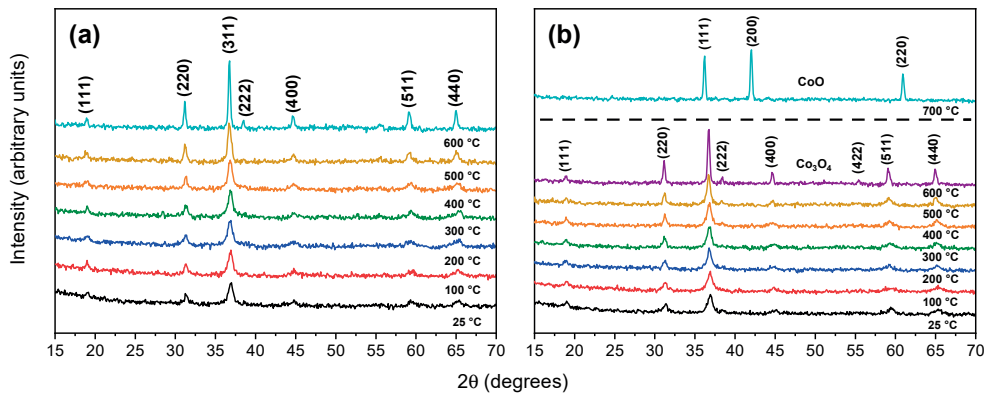 Intensity (arbitrary units)
(a)
(111)
(220)
(311)
(222)
(400)
(511)
(440)
600 °C
500 °C
400 °C
300 °C
200 °C
100 °C
25 °C
15 20 25 30 35 40 45 50 55 60 65 70
(b)
(111)
(200)
(220)
CoO
700 °C
(111)
(220)
(222)
(400)
Co₃O₄
(422)
(511)
(440)
600 °C
500 °C
400 °C
300 °C
200 °C
100 °C
25 °C
15 20 25 30 35 40 45 50 55 60 65 70
2θ (degrees)